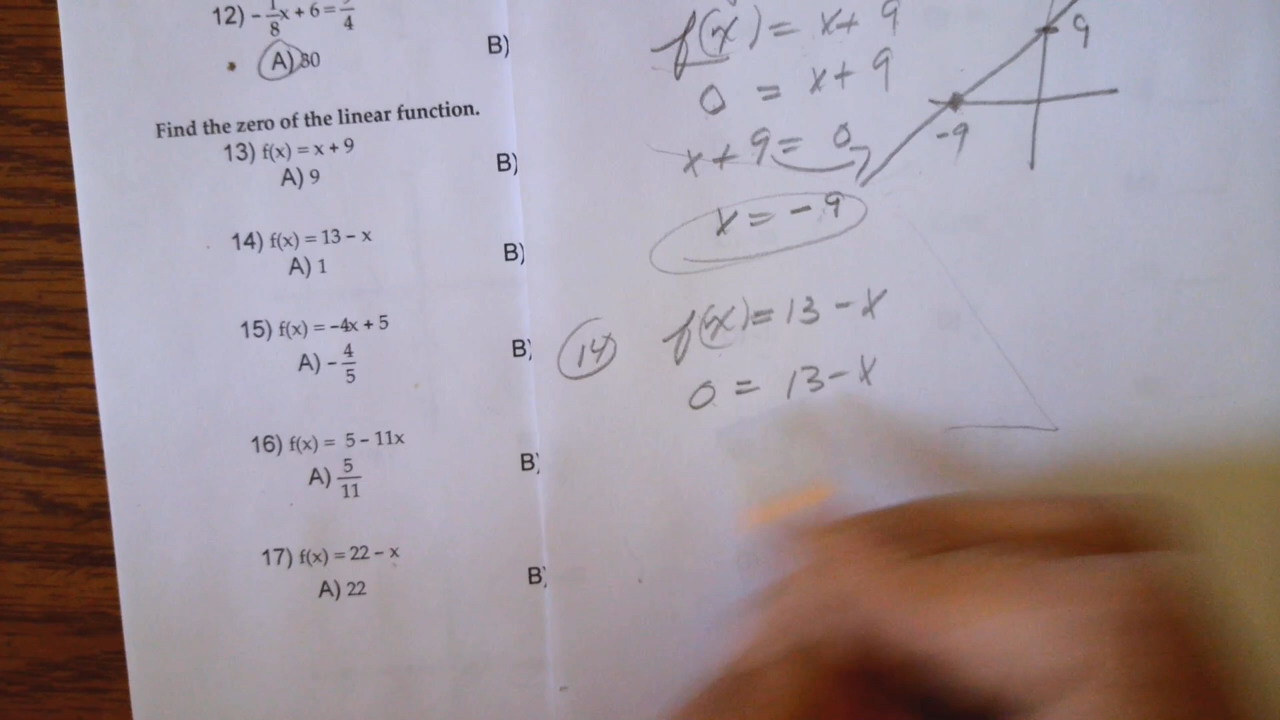 12) - 1/8 x + 6 = /4
A) 80
B)
Find the zero of the linear function.
13) f(x) = x + 9
A) 9
B)
14) f(x) = 13 – x
A) 1
B)
15) f(x) = –4x + 5
A) - 4/5
B)
16) f(x) = 5 – 11x
A) 5/11
B)
17) f(x) = 22 – x
A) 22
B)
f(x) = x + 9
0 = x + 9
x + 9 = 0
x = -9
9
-9
14
f(x) = 13 - x
0 = 13 - x